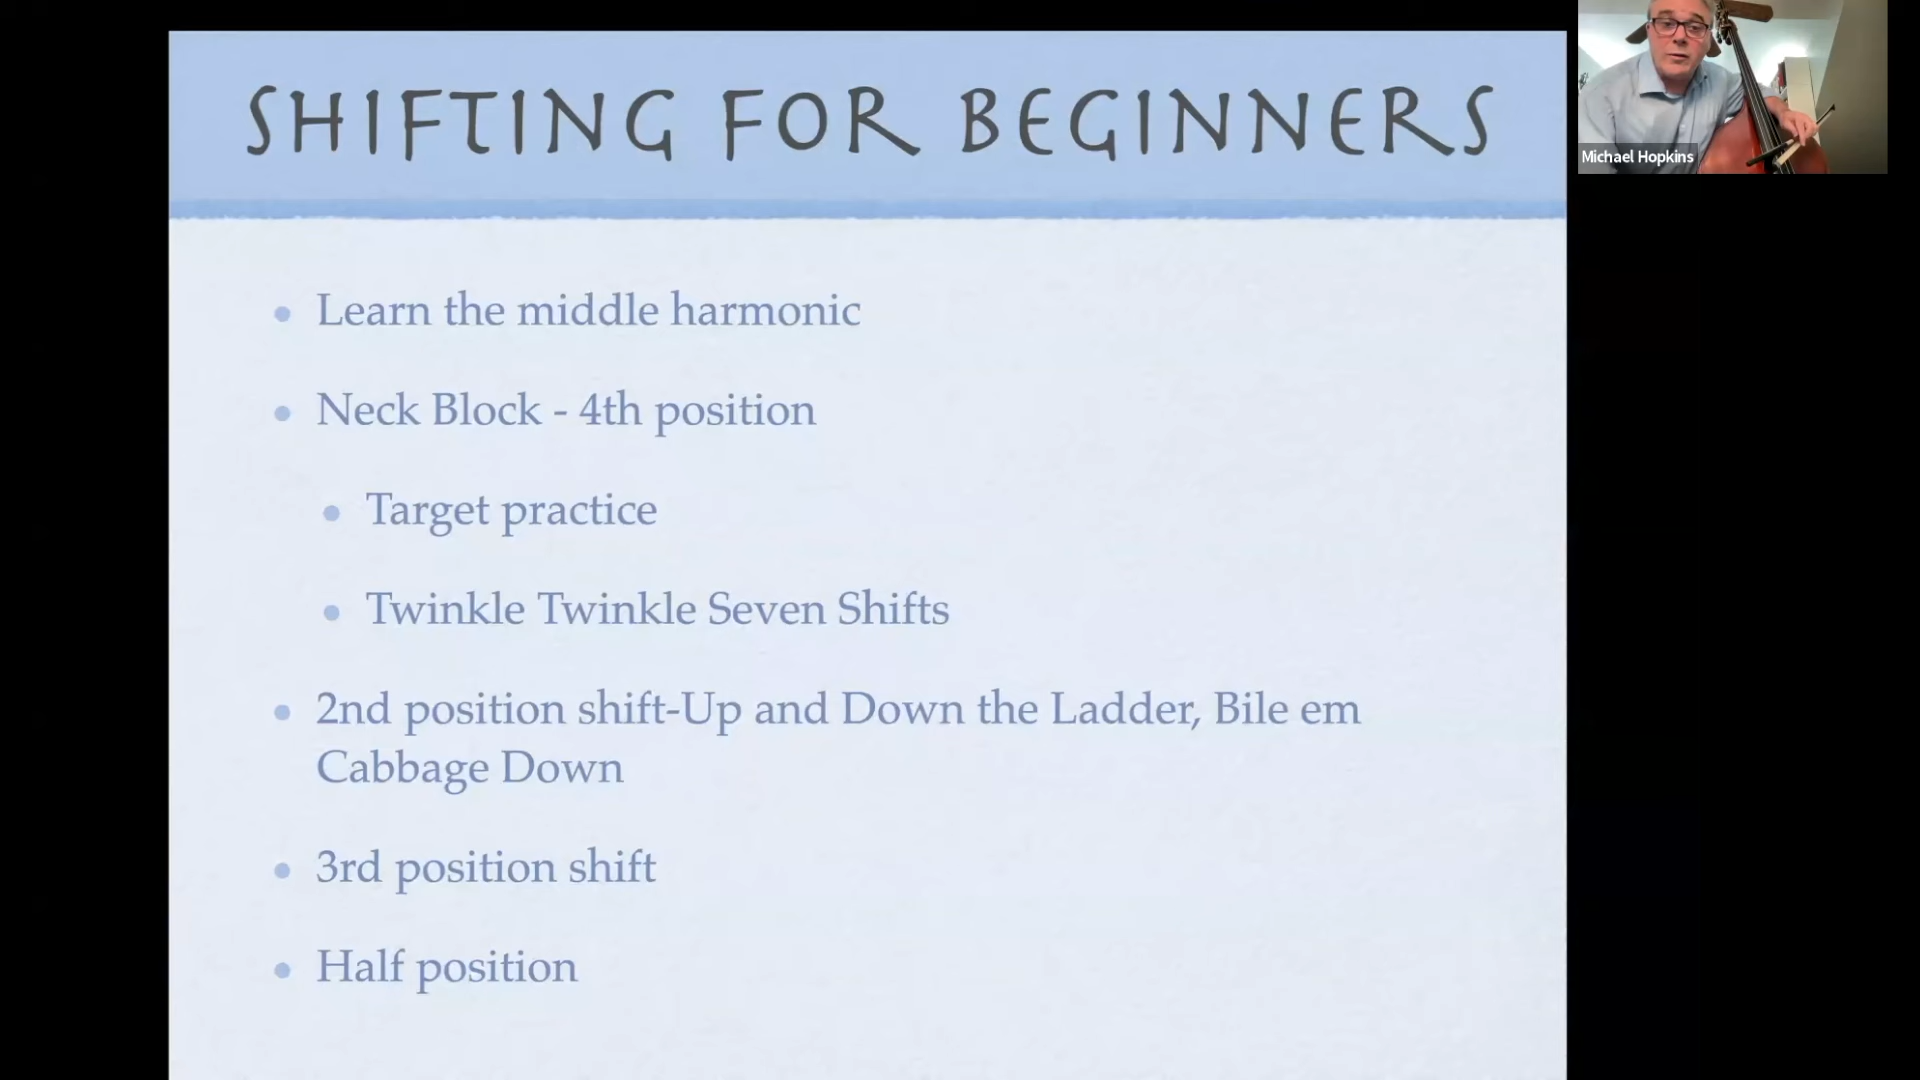 SHIFTING FOR BEGINNERS
Michael Hopkins
• Learn the middle harmonic
• Neck Block - 4th position
• Target practice
• Twinkle Twinkle Seven Shifts
• 2nd position shift-Up and Down the Ladder, Bile em
Cabbage Down
• 3rd position shift
• Half position